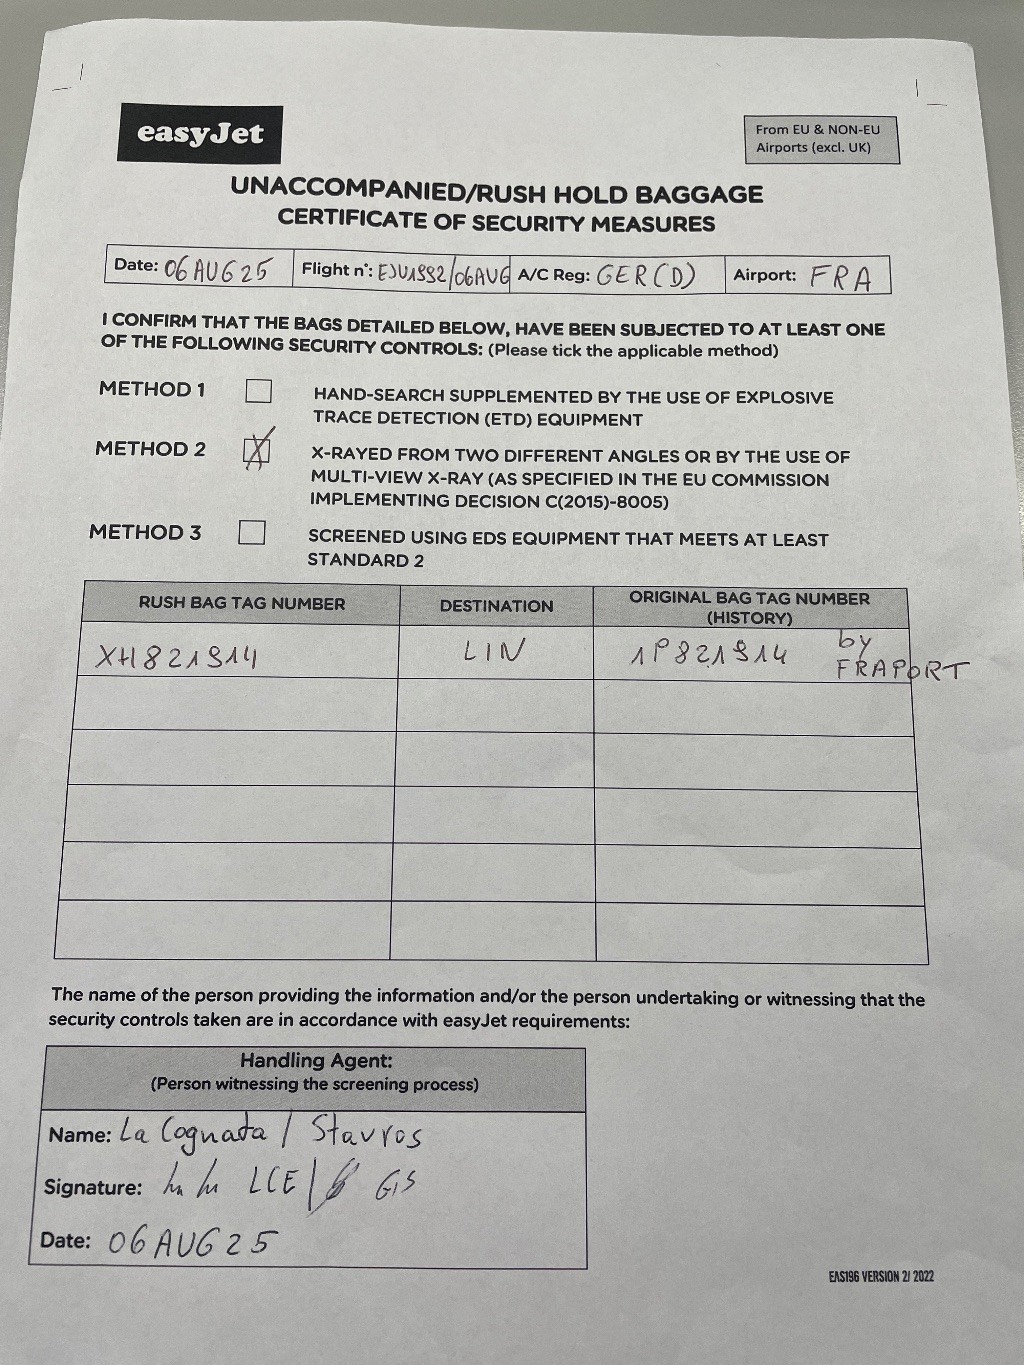 easyJet
From EU & NON-EU
Airports (excl. UK)
UNACCOMPANIED/RUSH HOLD BAGGAGE
CERTIFICATE OF SECURITY MEASURES
Date: 06 AUG 25 Flight n°: EJU1992/06AUG A/C Reg: GER(D) Airport: FRA
I CONFIRM THAT THE BAGS DETAILED BELOW, HAVE BEEN SUBJECTED TO AT LEAST ONE
OF THE FOLLOWING SECURITY CONTROLS: (Please tick the applicable method)
METHOD 1 HAND-SEARCH SUPPLEMENTED BY THE USE OF EXPLOSIVE
TRACE DETECTION (ETD) EQUIPMENT
METHOD 2 X X-RAYED FROM TWO DIFFERENT ANGLES OR BY THE USE OF
MULTI-VIEW X-RAY (AS SPECIFIED IN THE EU COMMISSION
IMPLEMENTING DECISION C(2015)-8005)
METHOD 3 SCREENED USING EDS EQUIPMENT THAT MEETS AT LEAST
STANDARD 2
RUSH BAG TAG NUMBER DESTINATION ORIGINAL BAG TAG NUMBER
(HISTORY)
XH821914 LIN 1P821914 by
FRAPORT
The name of the person providing the information and/or the person undertaking or witnessing that the
security controls taken are in accordance with easyJet requirements:
Handling Agent:
(Person witnessing the screening process)
Name: La Cognata / Stavros
Signature: LCE / GIS
Date: 06 AUG 25
EAS196 VERSION 2/ 2022